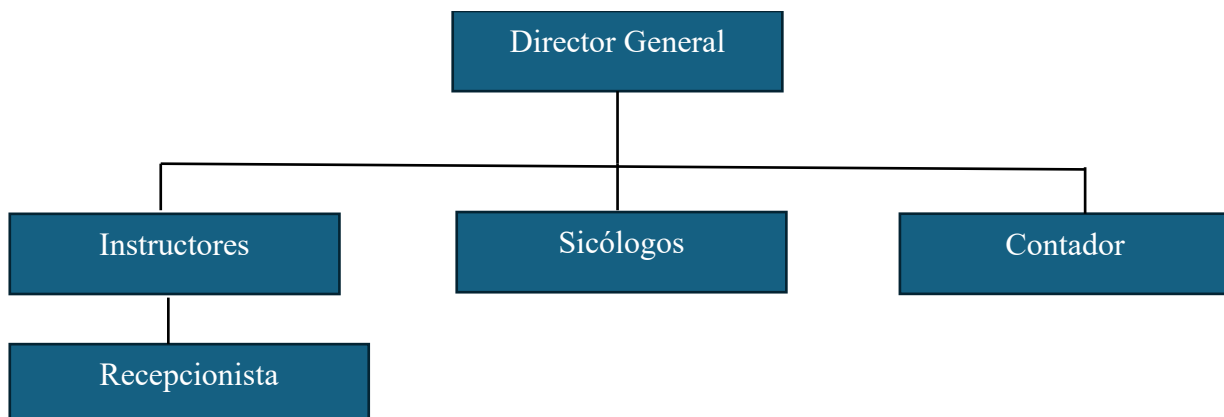 Director General
Instructores
Sicólogos
Contador
Recepcionista